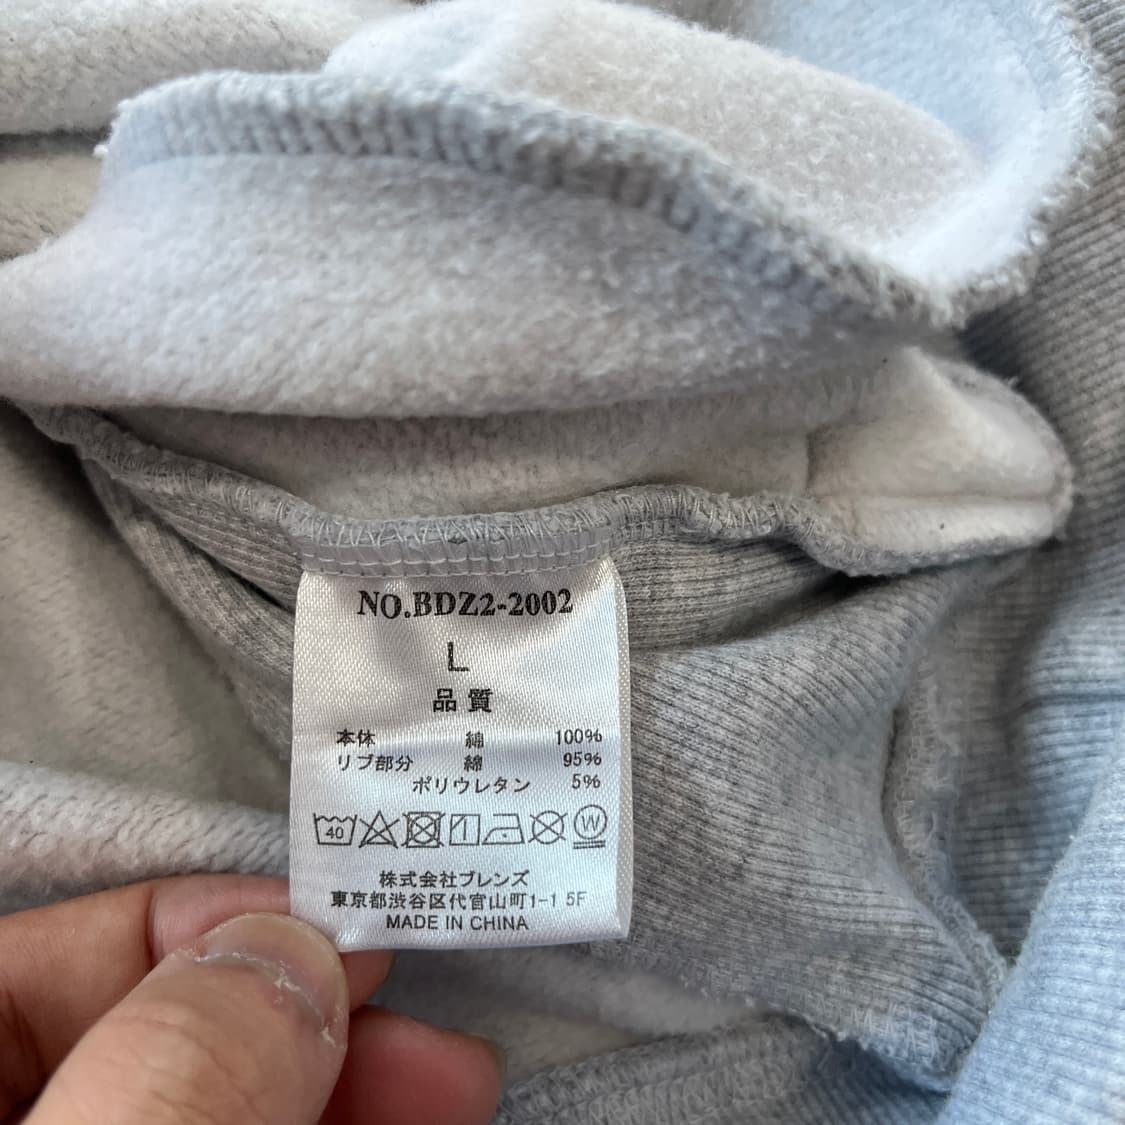 NO.BDZ2-2002
L
品質
本体 綿 100%
リブ部分 綿 95%
ポリウレタン 5%
40 W
株式会社ブレンズ
東京都渋谷区代官山町1-1 5F
MADE IN CHINA